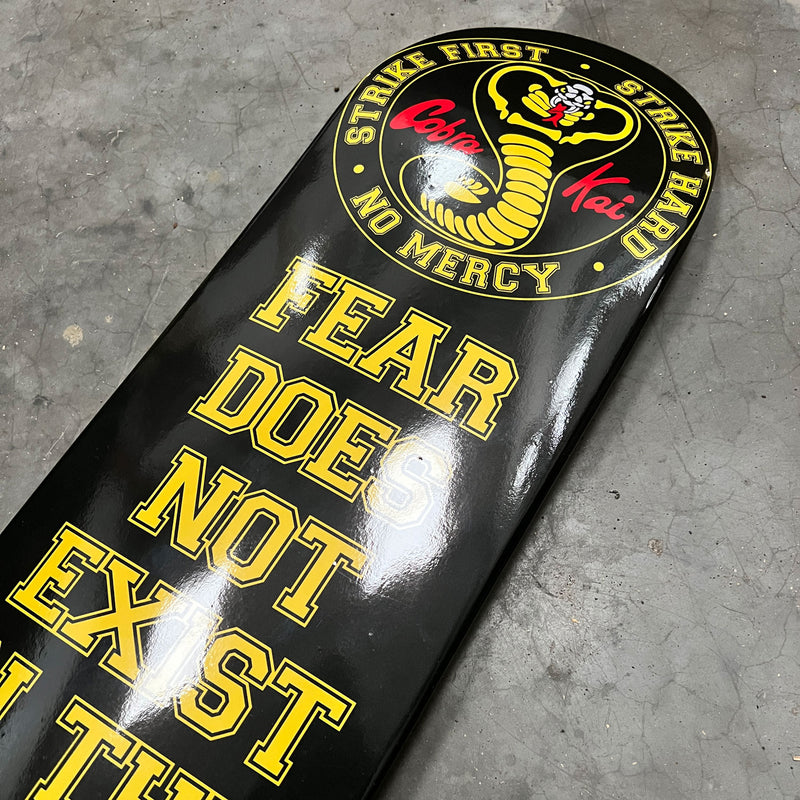 STRIKE FIRST • STRIKE HARD • NO MERCY •
Cobra Kai
FEAR
DOES
NOT
EXIST